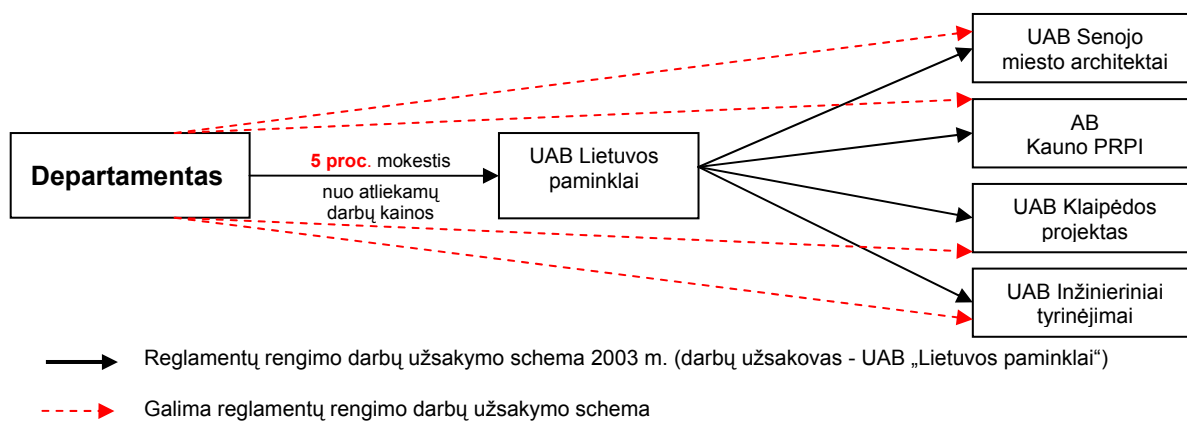 Departamentas
5 proc. mokestis
nuo atliekamų
darbų kainos
UAB Lietuvos
paminklai
UAB Senojo
miesto architektai
AB
Kauno PRPI
UAB Klaipėdos
projektas
UAB Inžinieriniai
tyrinėjimai
Reglamentų rengimo darbų užsakymo schema 2003 m. (darbų užsakovas - UAB „Lietuvos paminklai“)
Galima reglamentų rengimo darbų užsakymo schema